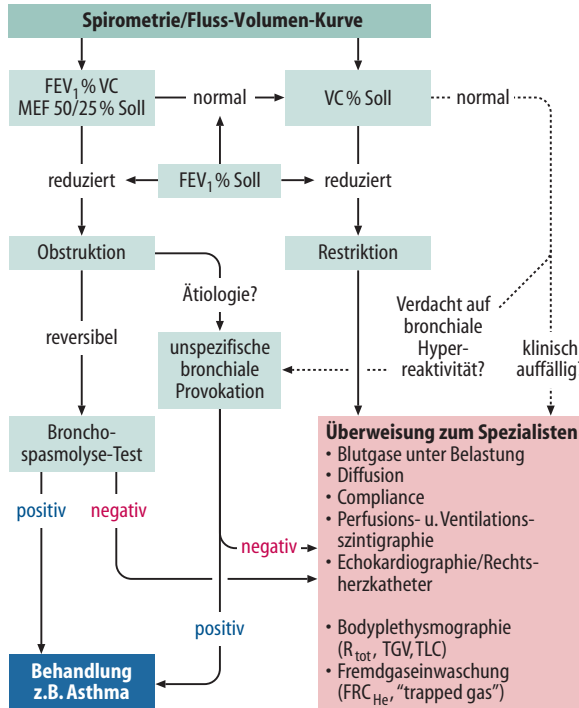 Spirometrie/Fluss-Volumen-Kurve
FEV1 % VC
MEF 50/25 % Soll
normal
VC % Soll
normal
reduziert
FEV1 % Soll
reduziert
Obstruktion
Restriktion
Ätiologie?
reversibel
unspezifische
bronchiale
Provokation
Verdacht auf
bronchiale
Hyper-
reaktivität?
klinisch
auffällig?
Broncho-
spasmolyse-Test
positiv
negativ
negativ
positiv
Behandlung
z.B. Asthma
Überweisung zum Spezialisten
• Blutgase unter Belastung
• Diffusion
• Compliance
• Perfusions- u. Ventilations-
szintigraphie
• Echokardiographie/Rechts-
herzkatheter
• Bodyplethysmographie
(Rtot, TGV, TLC)
• Fremdgaseinwaschung
(FRCHe, “trapped gas”)